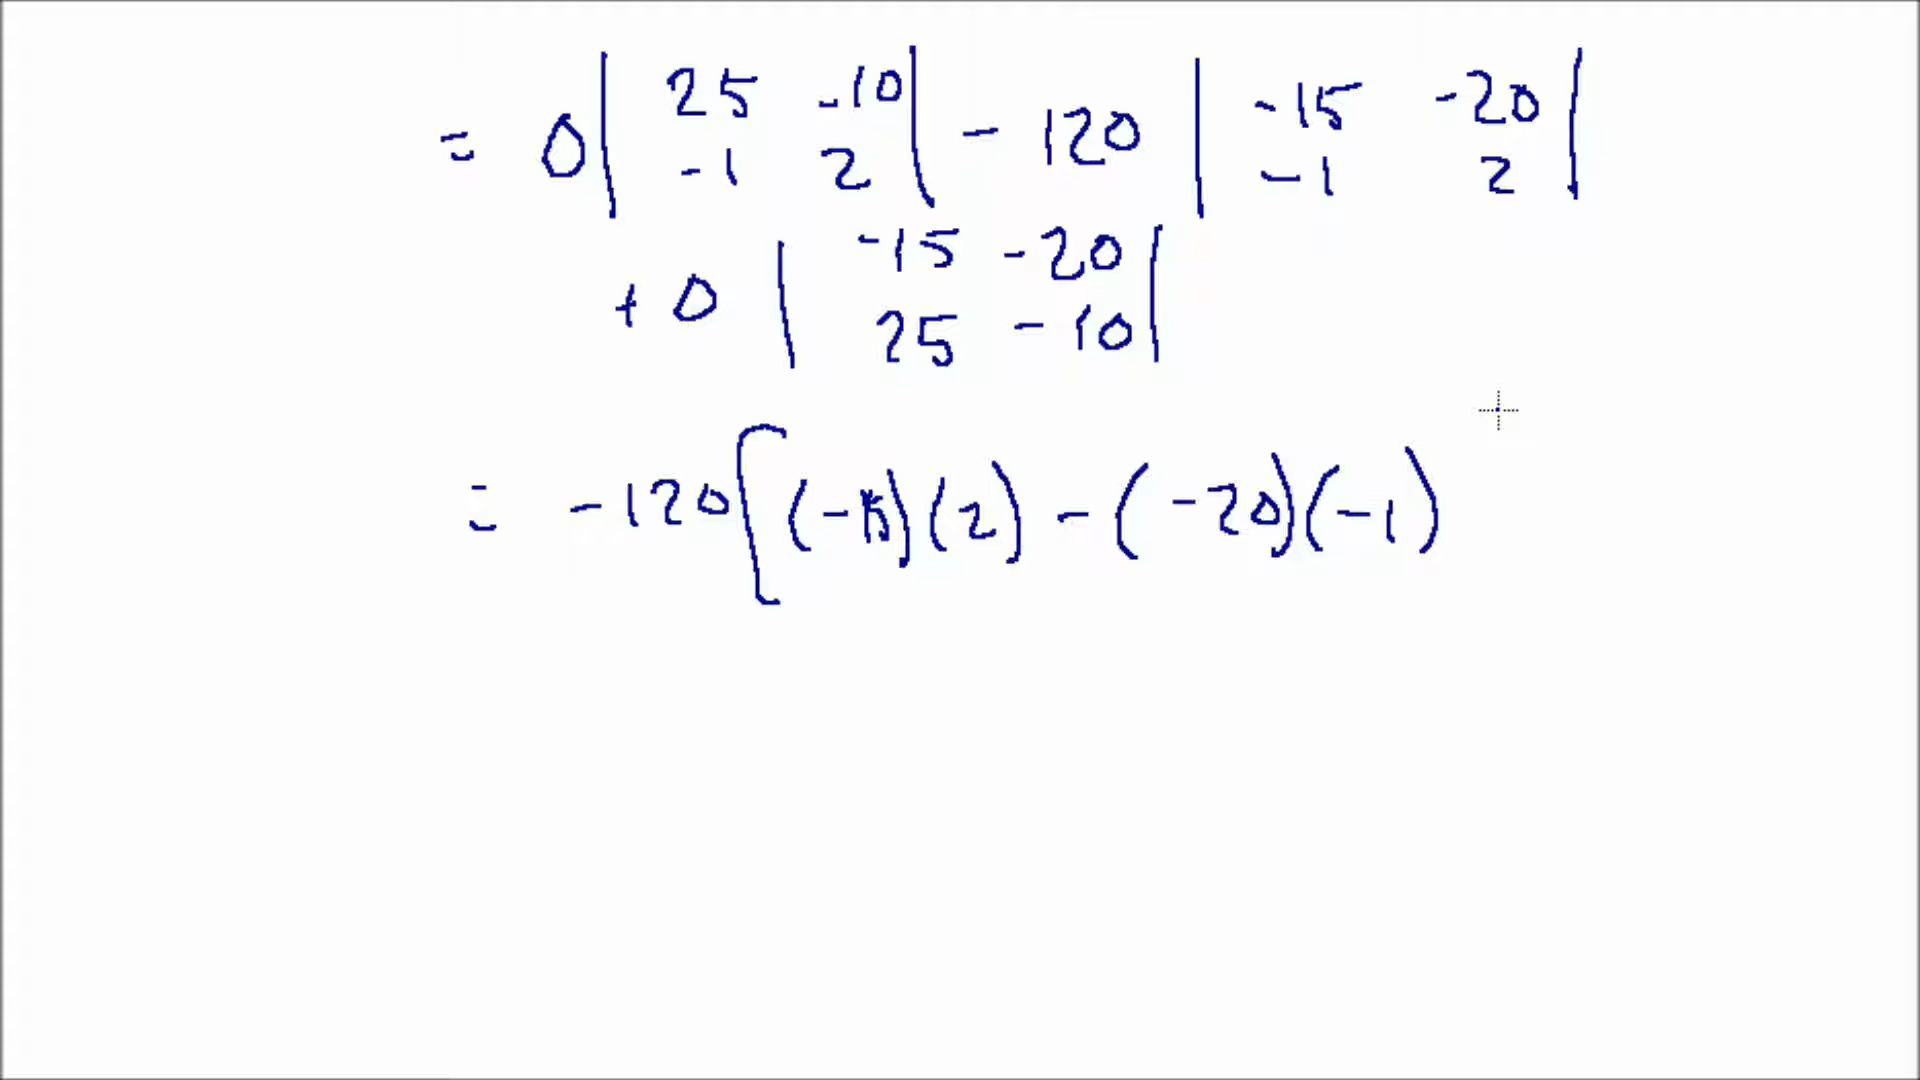 = 0 | 25 -10 | - 120 | -15 -20 |
-1 2 -1 2
+ 0 | -15 -20 |
25 -10
= -120 [ (-15)(2) - (-20)(-1)